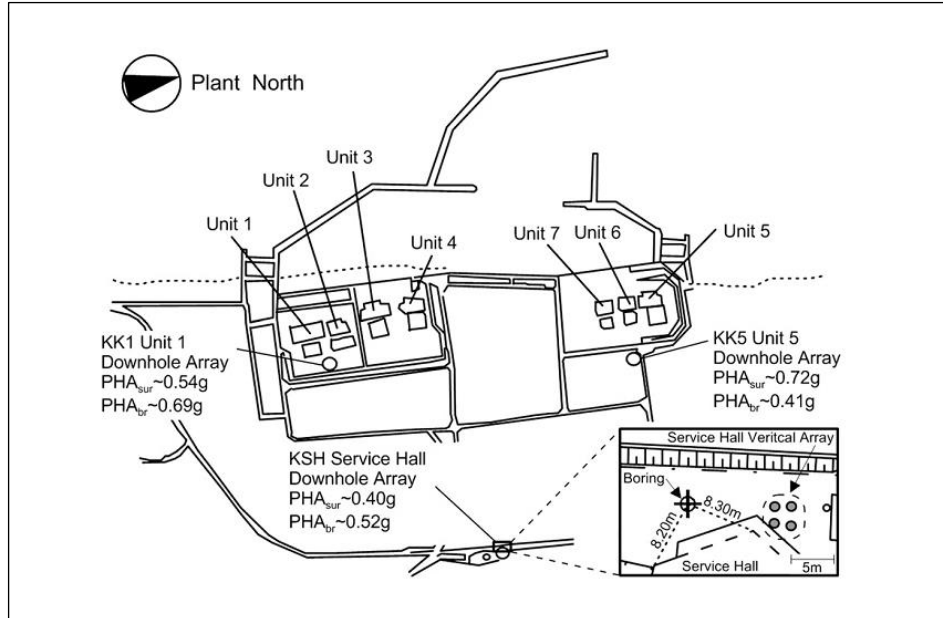 Plant North
Unit 3
Unit 2
Unit 1
Unit 4
Unit 7
Unit 6
Unit 5
KK1 Unit 1
Downhole Array
PHAsur~0.54g
PHAbr~0.69g
KK5 Unit 5
Downhole Array
PHAsur~0.72g
PHAbr~0.41g
KSH Service Hall
Downhole Array
PHAsur~0.40g
PHAbr~0.52g
Service Hall Veritcal Array
Boring
8.30m
8.20m
Service Hall
5m